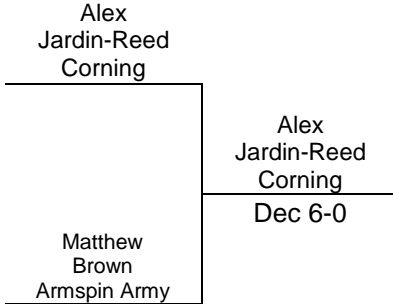 Alex
Jardin-Reed
Corning
Alex
Jardin-Reed
Corning
Dec 6-0
Matthew
Brown
Armspin Army